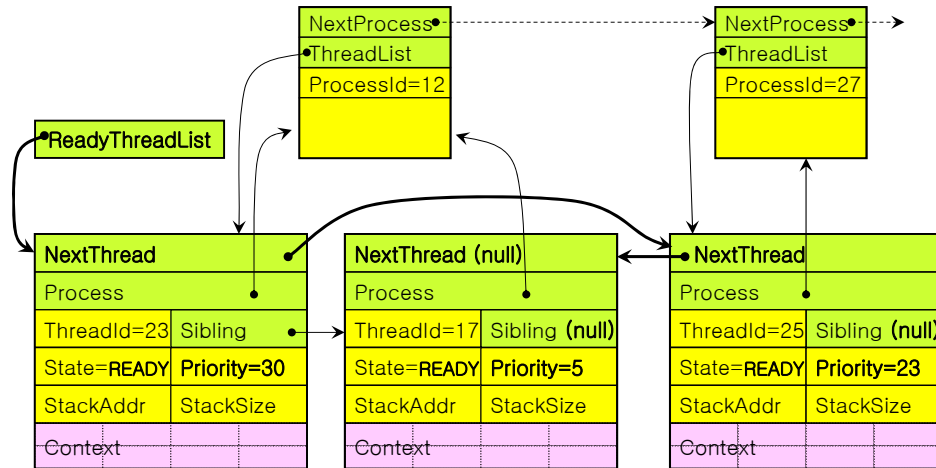 NextProcess
ThreadList
ProcessId=12
NextProcess
ThreadList
ProcessId=27
ReadyThreadList
NextThread
Process
ThreadId=23 Sibling
State=READY Priority=30
StackAddr StackSize
Context
NextThread (null)
Process
ThreadId=17 Sibling (null)
State=READY Priority=5
StackAddr StackSize
Context
NextThread
Process
ThreadId=25 Sibling (null)
State=READY Priority=23
StackAddr StackSize
Context